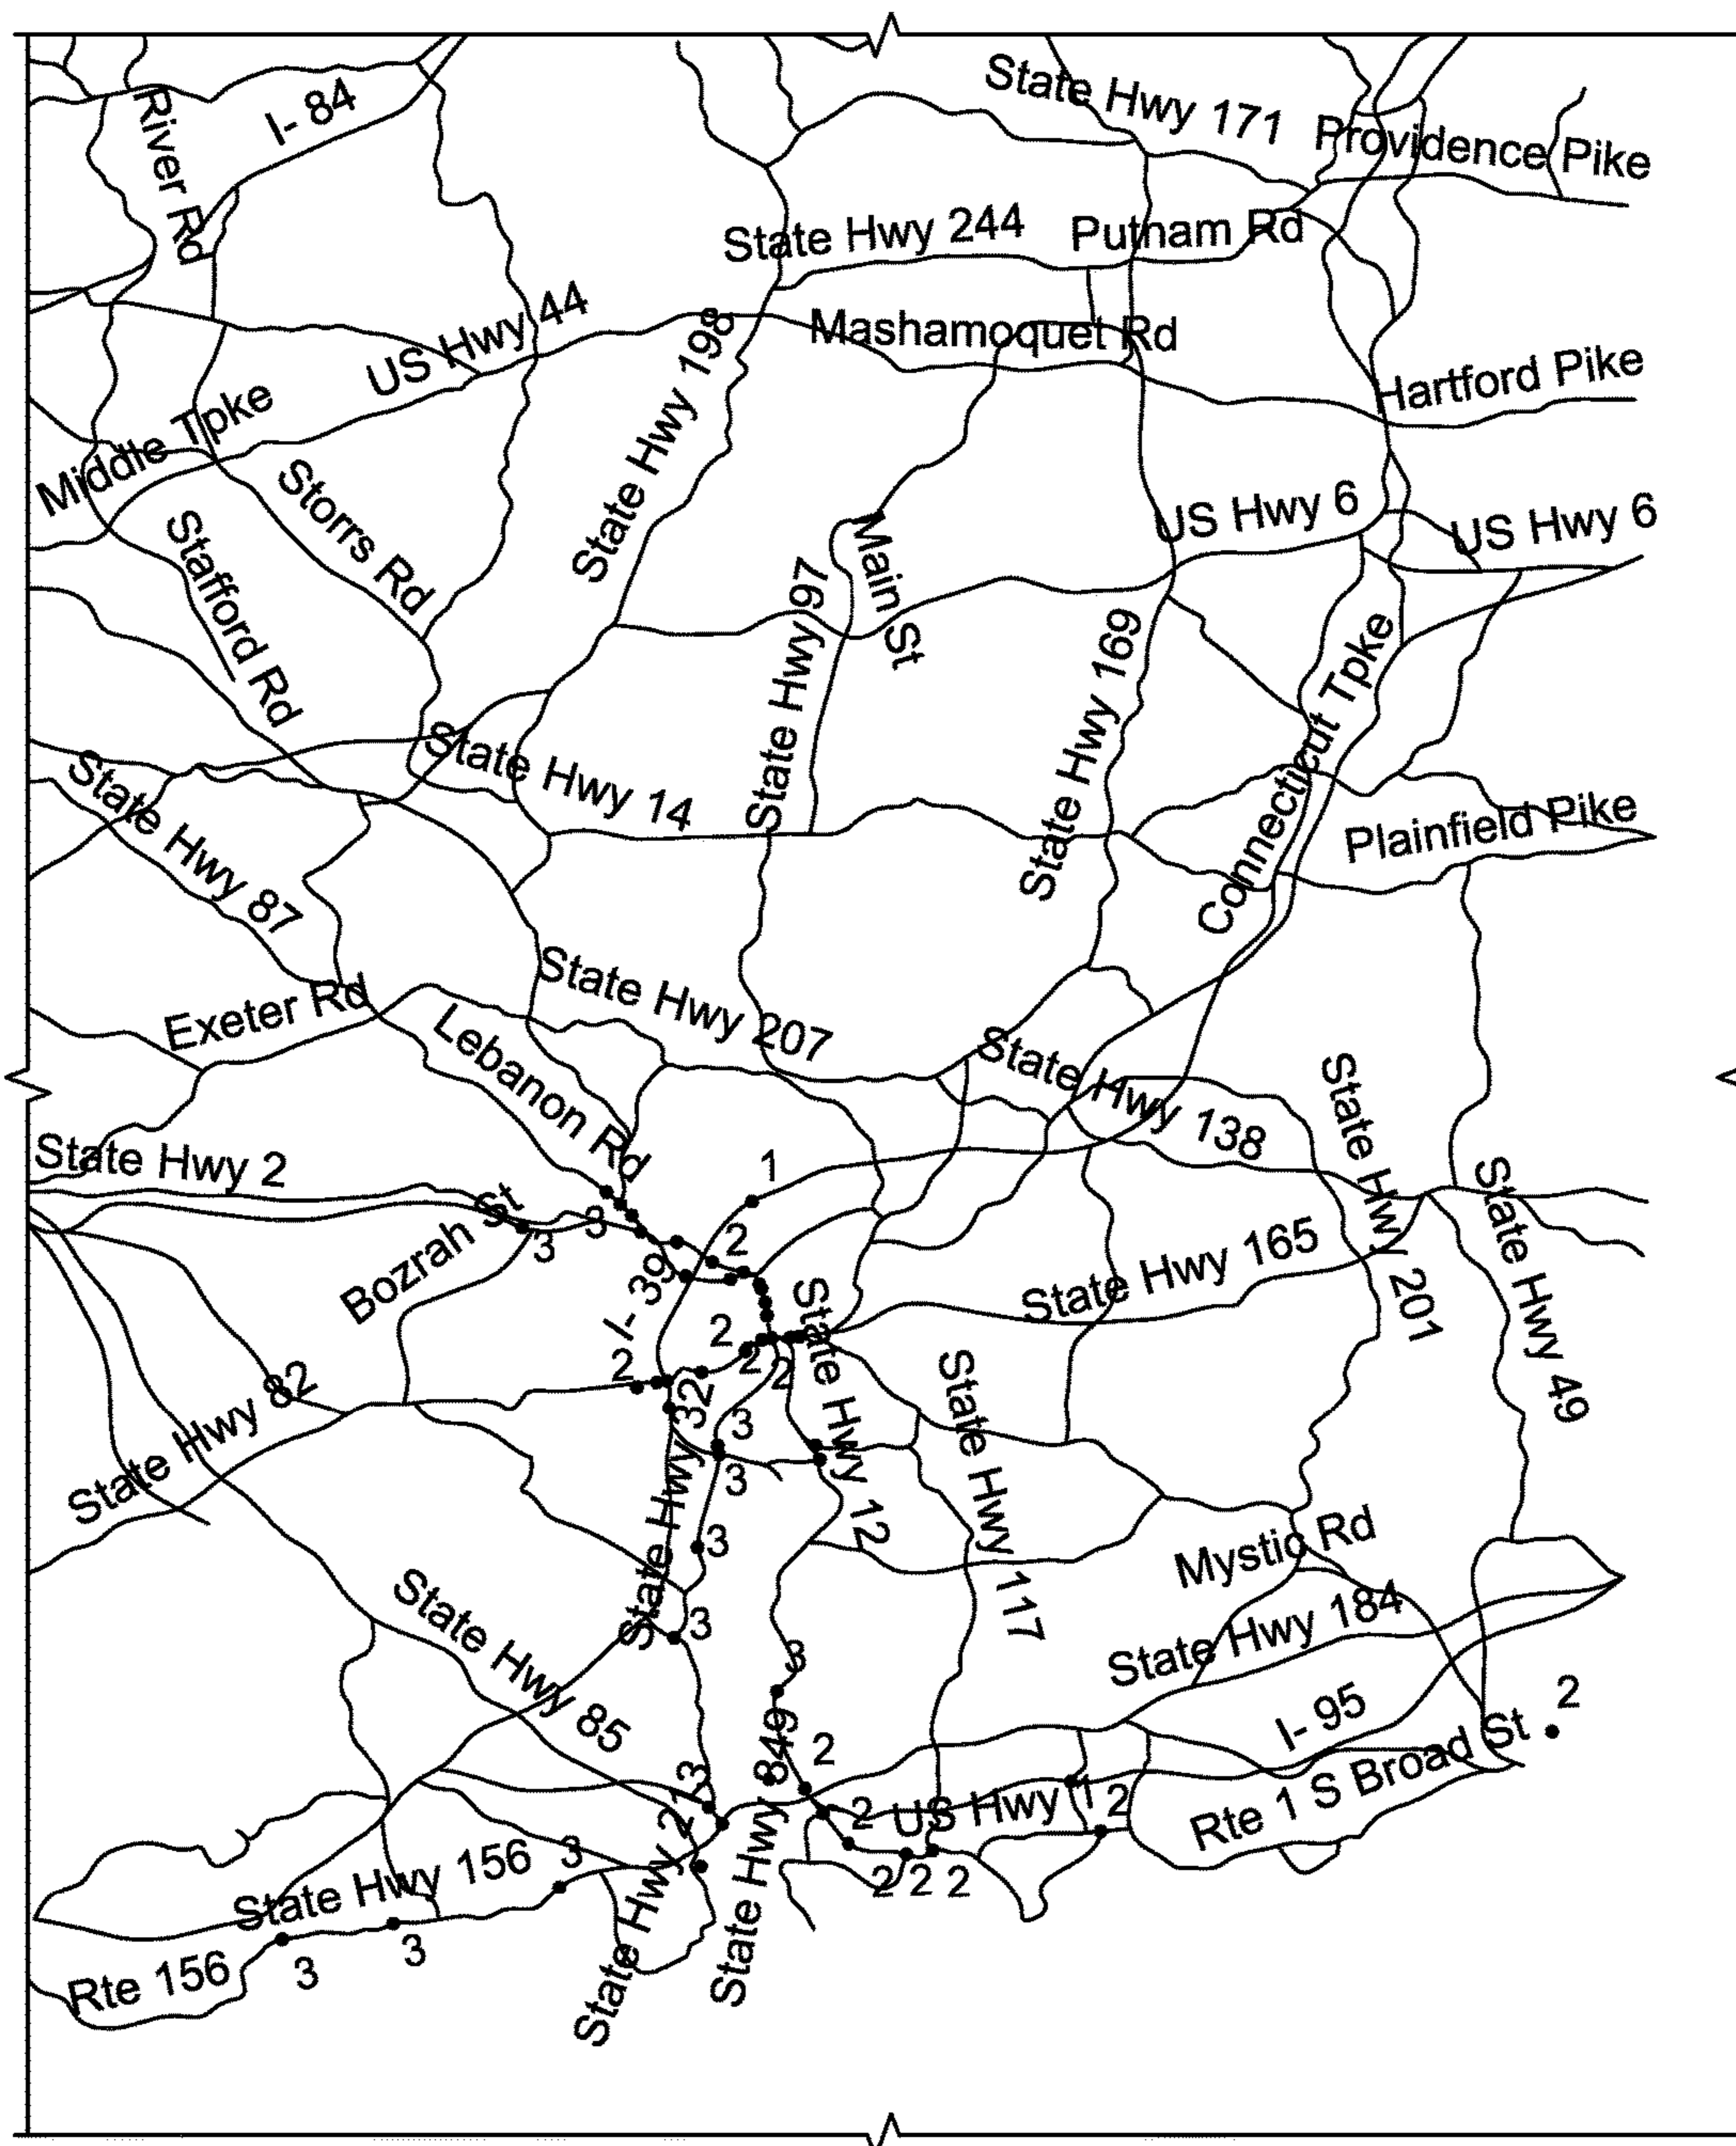 State Hwy 171
I- 84
River Rd
Providence Pike
State Hwy 244
Putnam Rd
US Hwy 44
State Hwy 198
Mashamoquet Rd
Hartford Pike
Middle Tpke
Storrs Rd
Stafford Rd
US Hwy 6
US Hwy 6
Main St
State Hwy 97
State Hwy 169
Connecticut Tpke
State Hwy 14
State Hwy 87
Plainfield Pike
State Hwy 207
Exeter Rd
Lebanon Rd
State Hwy 138
State Hwy 2
1
State Hwy 201
State Hwy 49
Bozrah St
3
3
2
I- 39
State Hwy 165
State Hwy 12
2
2
2
2
State Hwy 82
State Hwy 32
3
State Hwy 117
3
3
Mystic Rd
State Hwy 85
3
State Hwy 184
3
2
I- 95
State Hwy 849
2
3
2
US Hwy 1
2
Rte 1 S Broad St
State Hwy 213
State Hwy 156
3
2
2
2
3
3
Rte 156